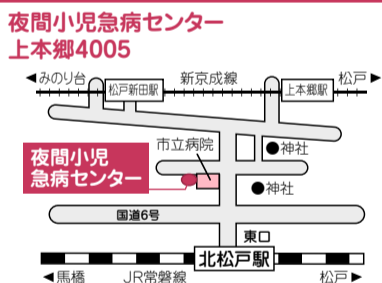 夜間小児急病センター
上本郷4005
◀みのり台
新京成線
松戸▶
松戸新田駅
上本郷駅
市立病院
●神社
夜間小児
急病センター
●神社
国道6号
東口
北松戸駅
◀馬橋
JR常磐線
松戸▶